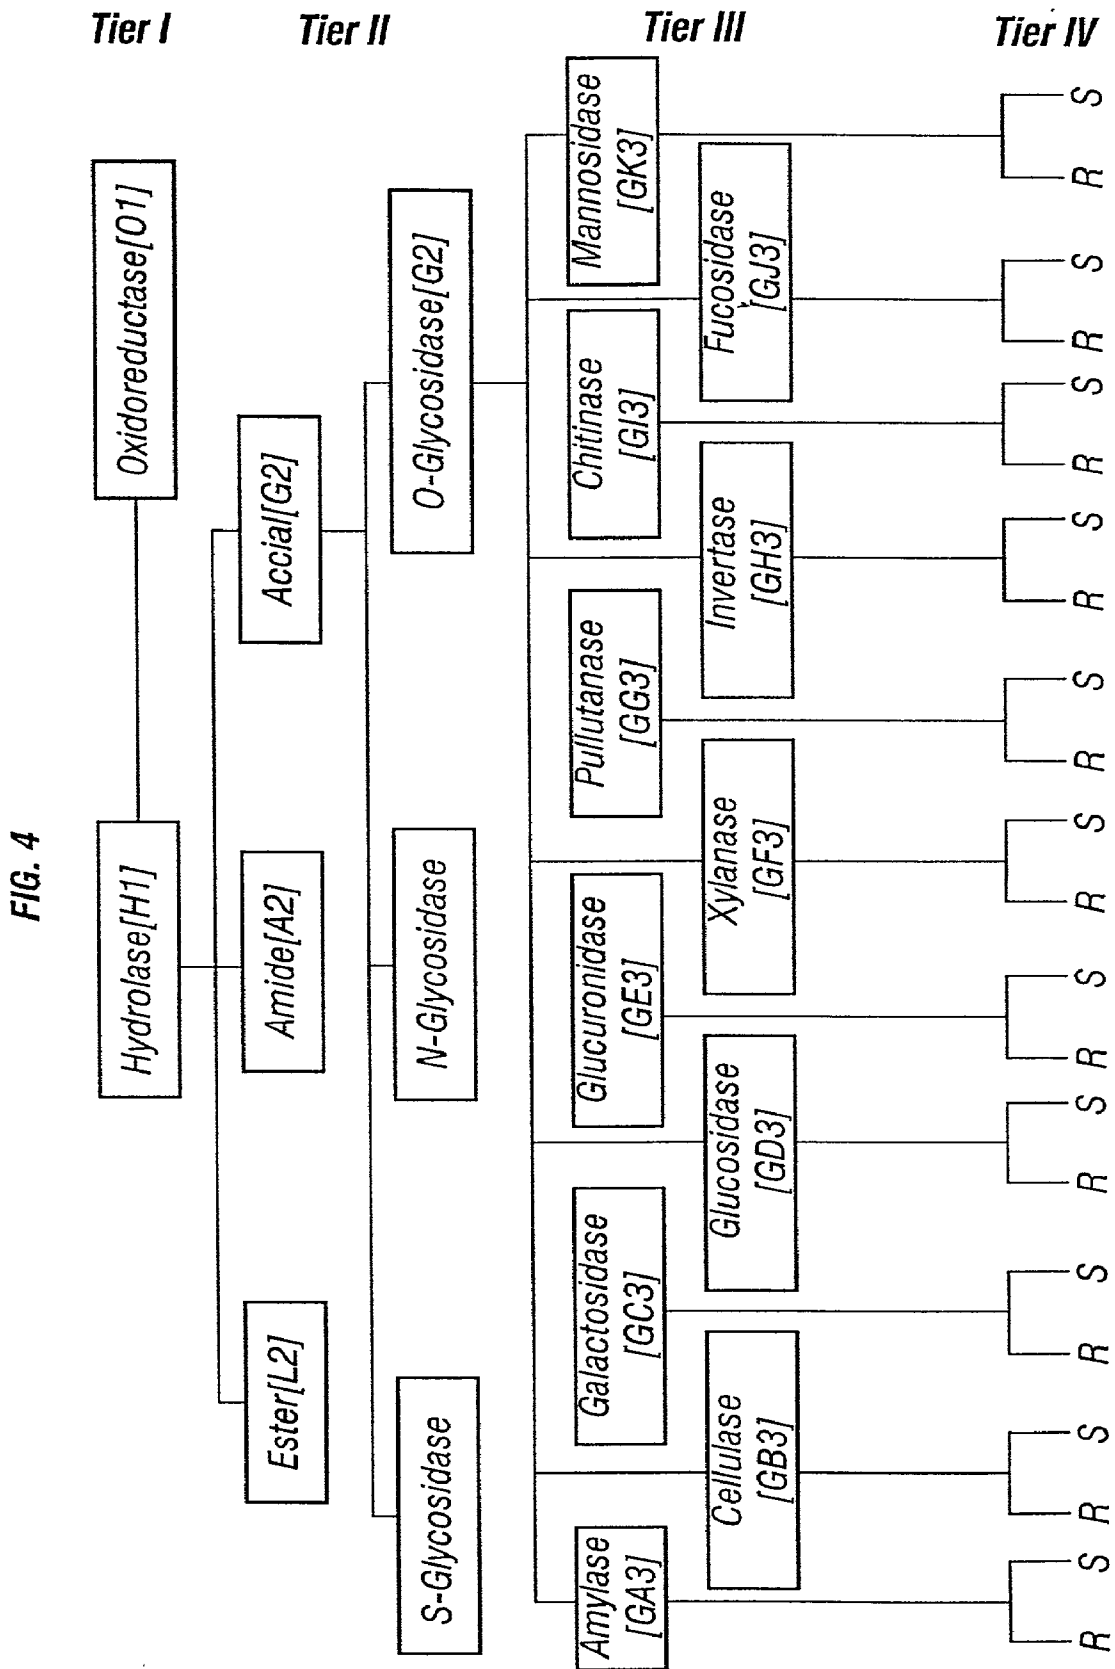 FIG. 4
Tier I
Tier II
Tier III
Tier IV
Hydrolase[H1]
Oxidoreductase[O1]
Ester[L2]
Amide[A2]
Accial[G2]
S-Glycosidase
N-Glycosidase
O-Glycosidase[G2]
Amylase
[GA3]
Cellulase
[GB3]
Galactosidase
[GC3]
Glucosidase
[GD3]
Glucuronidase
[GE3]
Xylanase
[GF3]
Pullutanase
[GG3]
Invertase
[GH3]
Chitinase
[GI3]
Fucosidase
[GJ3]
Mannosidase
[GK3]
R S R S R S R S R S R S R S R S R S R S R S